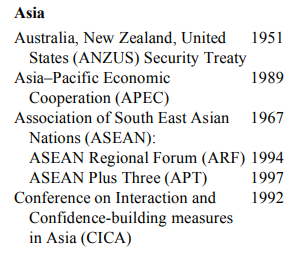 Asia
Australia, New Zealand, United 1951
States (ANZUS) Security Treaty
Asia–Pacific Economic 1989
Cooperation (APEC)
Association of South East Asian 1967
Nations (ASEAN):
ASEAN Regional Forum (ARF) 1994
ASEAN Plus Three (APT) 1997
Conference on Interaction and 1992
Confidence-building measures
in Asia (CICA)